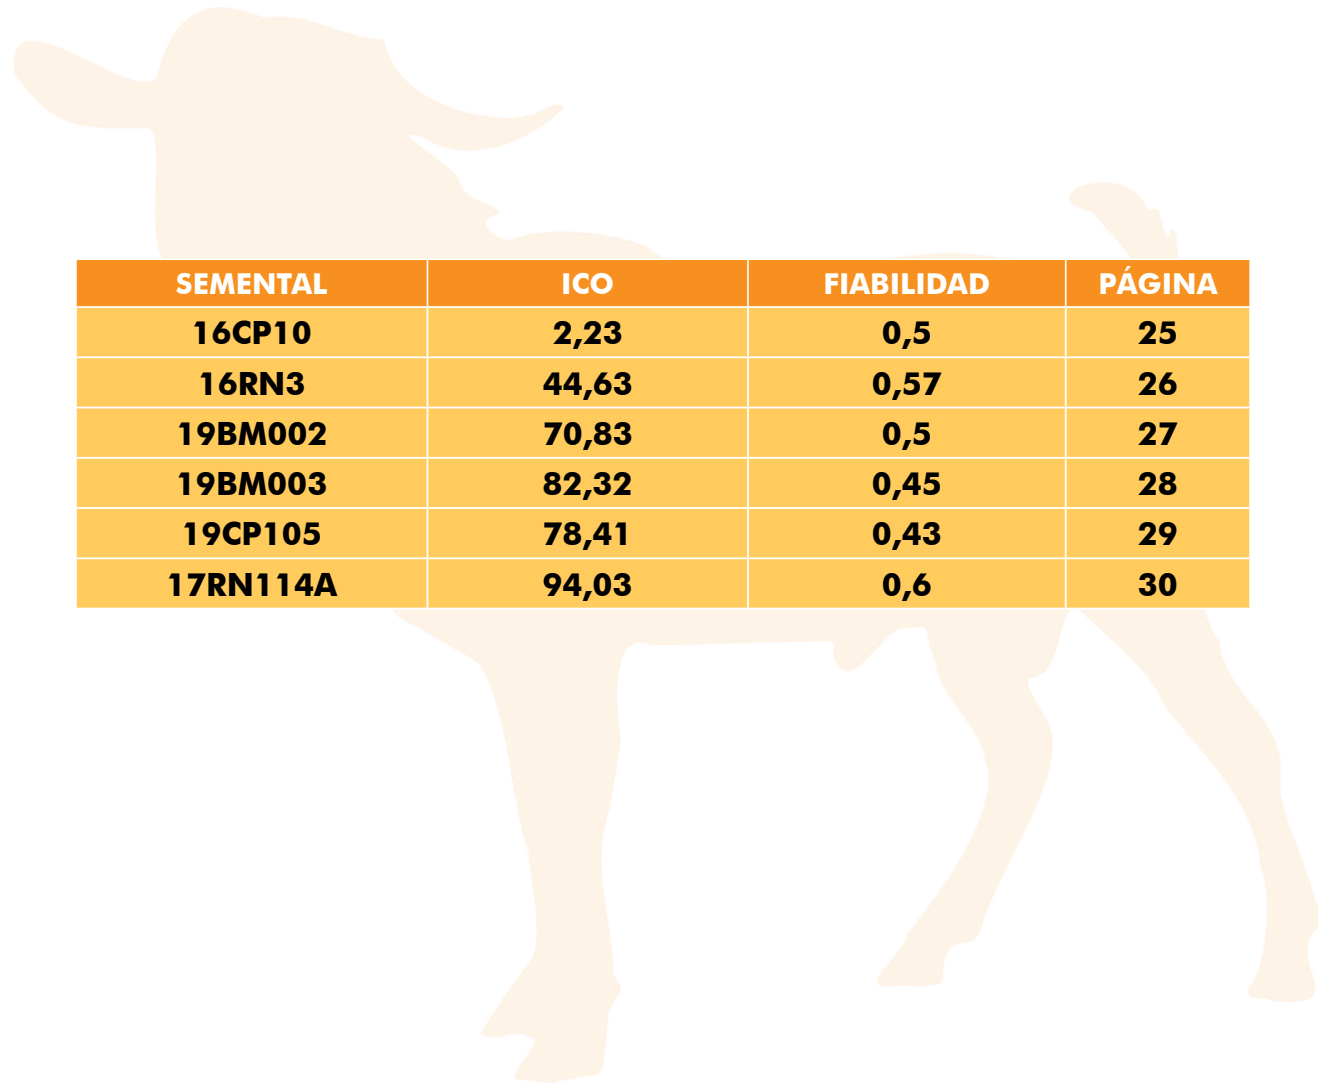 SEMENTAL ICO FIABILIDAD PÁGINA
16CP10 2,23 0,5 25
16RN3 44,63 0,57 26
19BM002 70,83 0,5 27
19BM003 82,32 0,45 28
19CP105 78,41 0,43 29
17RN114A 94,03 0,6 30